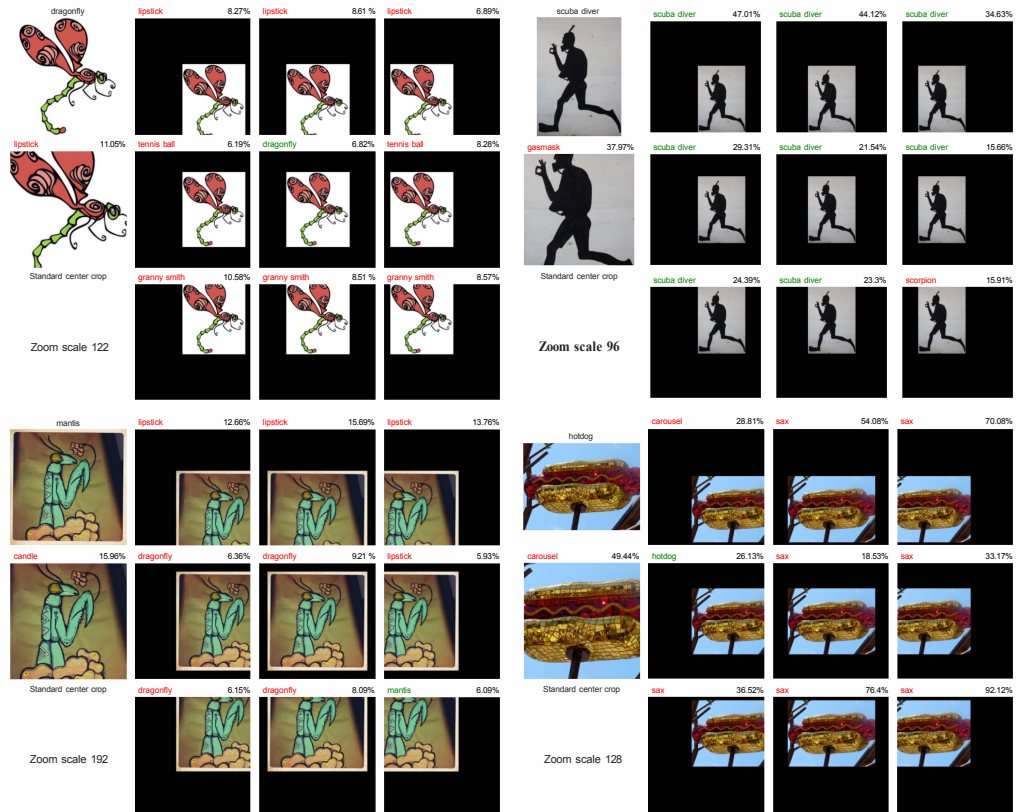 dragonfly
lipstick 8.27%
lipstick 8.61 %
lipstick 6.89%
lipstick 11.05%
tennis ball 6.19%
dragonfly 6.82%
tennis ball 8.28%
Standard center crop
granny smith 10.58%
granny smith 8.51 %
granny smith 8.57%
Zoom scale 122
scuba diver
scuba diver 47.01%
scuba diver 44.12%
scuba diver 34.63%
gasmask 37.97%
scuba diver 29.31%
scuba diver 21.54%
scuba diver 15.66%
Standard center crop
scuba diver 24.39%
scuba diver 23.3%
scorpion 15.91%
Zoom scale 96
mantis
lipstick 12.66%
lipstick 15.69%
lipstick 13.76%
candle 15.96%
dragonfly 6.36%
dragonfly 9.21 %
lipstick 5.93%
Standard center crop
dragonfly 6.15%
dragonfly 8.09%
mantis 6.09%
Zoom scale 192
hotdog
carousel 28.81%
sax 54.08%
sax 70.08%
carousel 49.44%
hotdog 26.13%
sax 18.53%
sax 33.17%
Standard center crop
sax 36.52%
sax 76.4%
sax 92.12%
Zoom scale 128